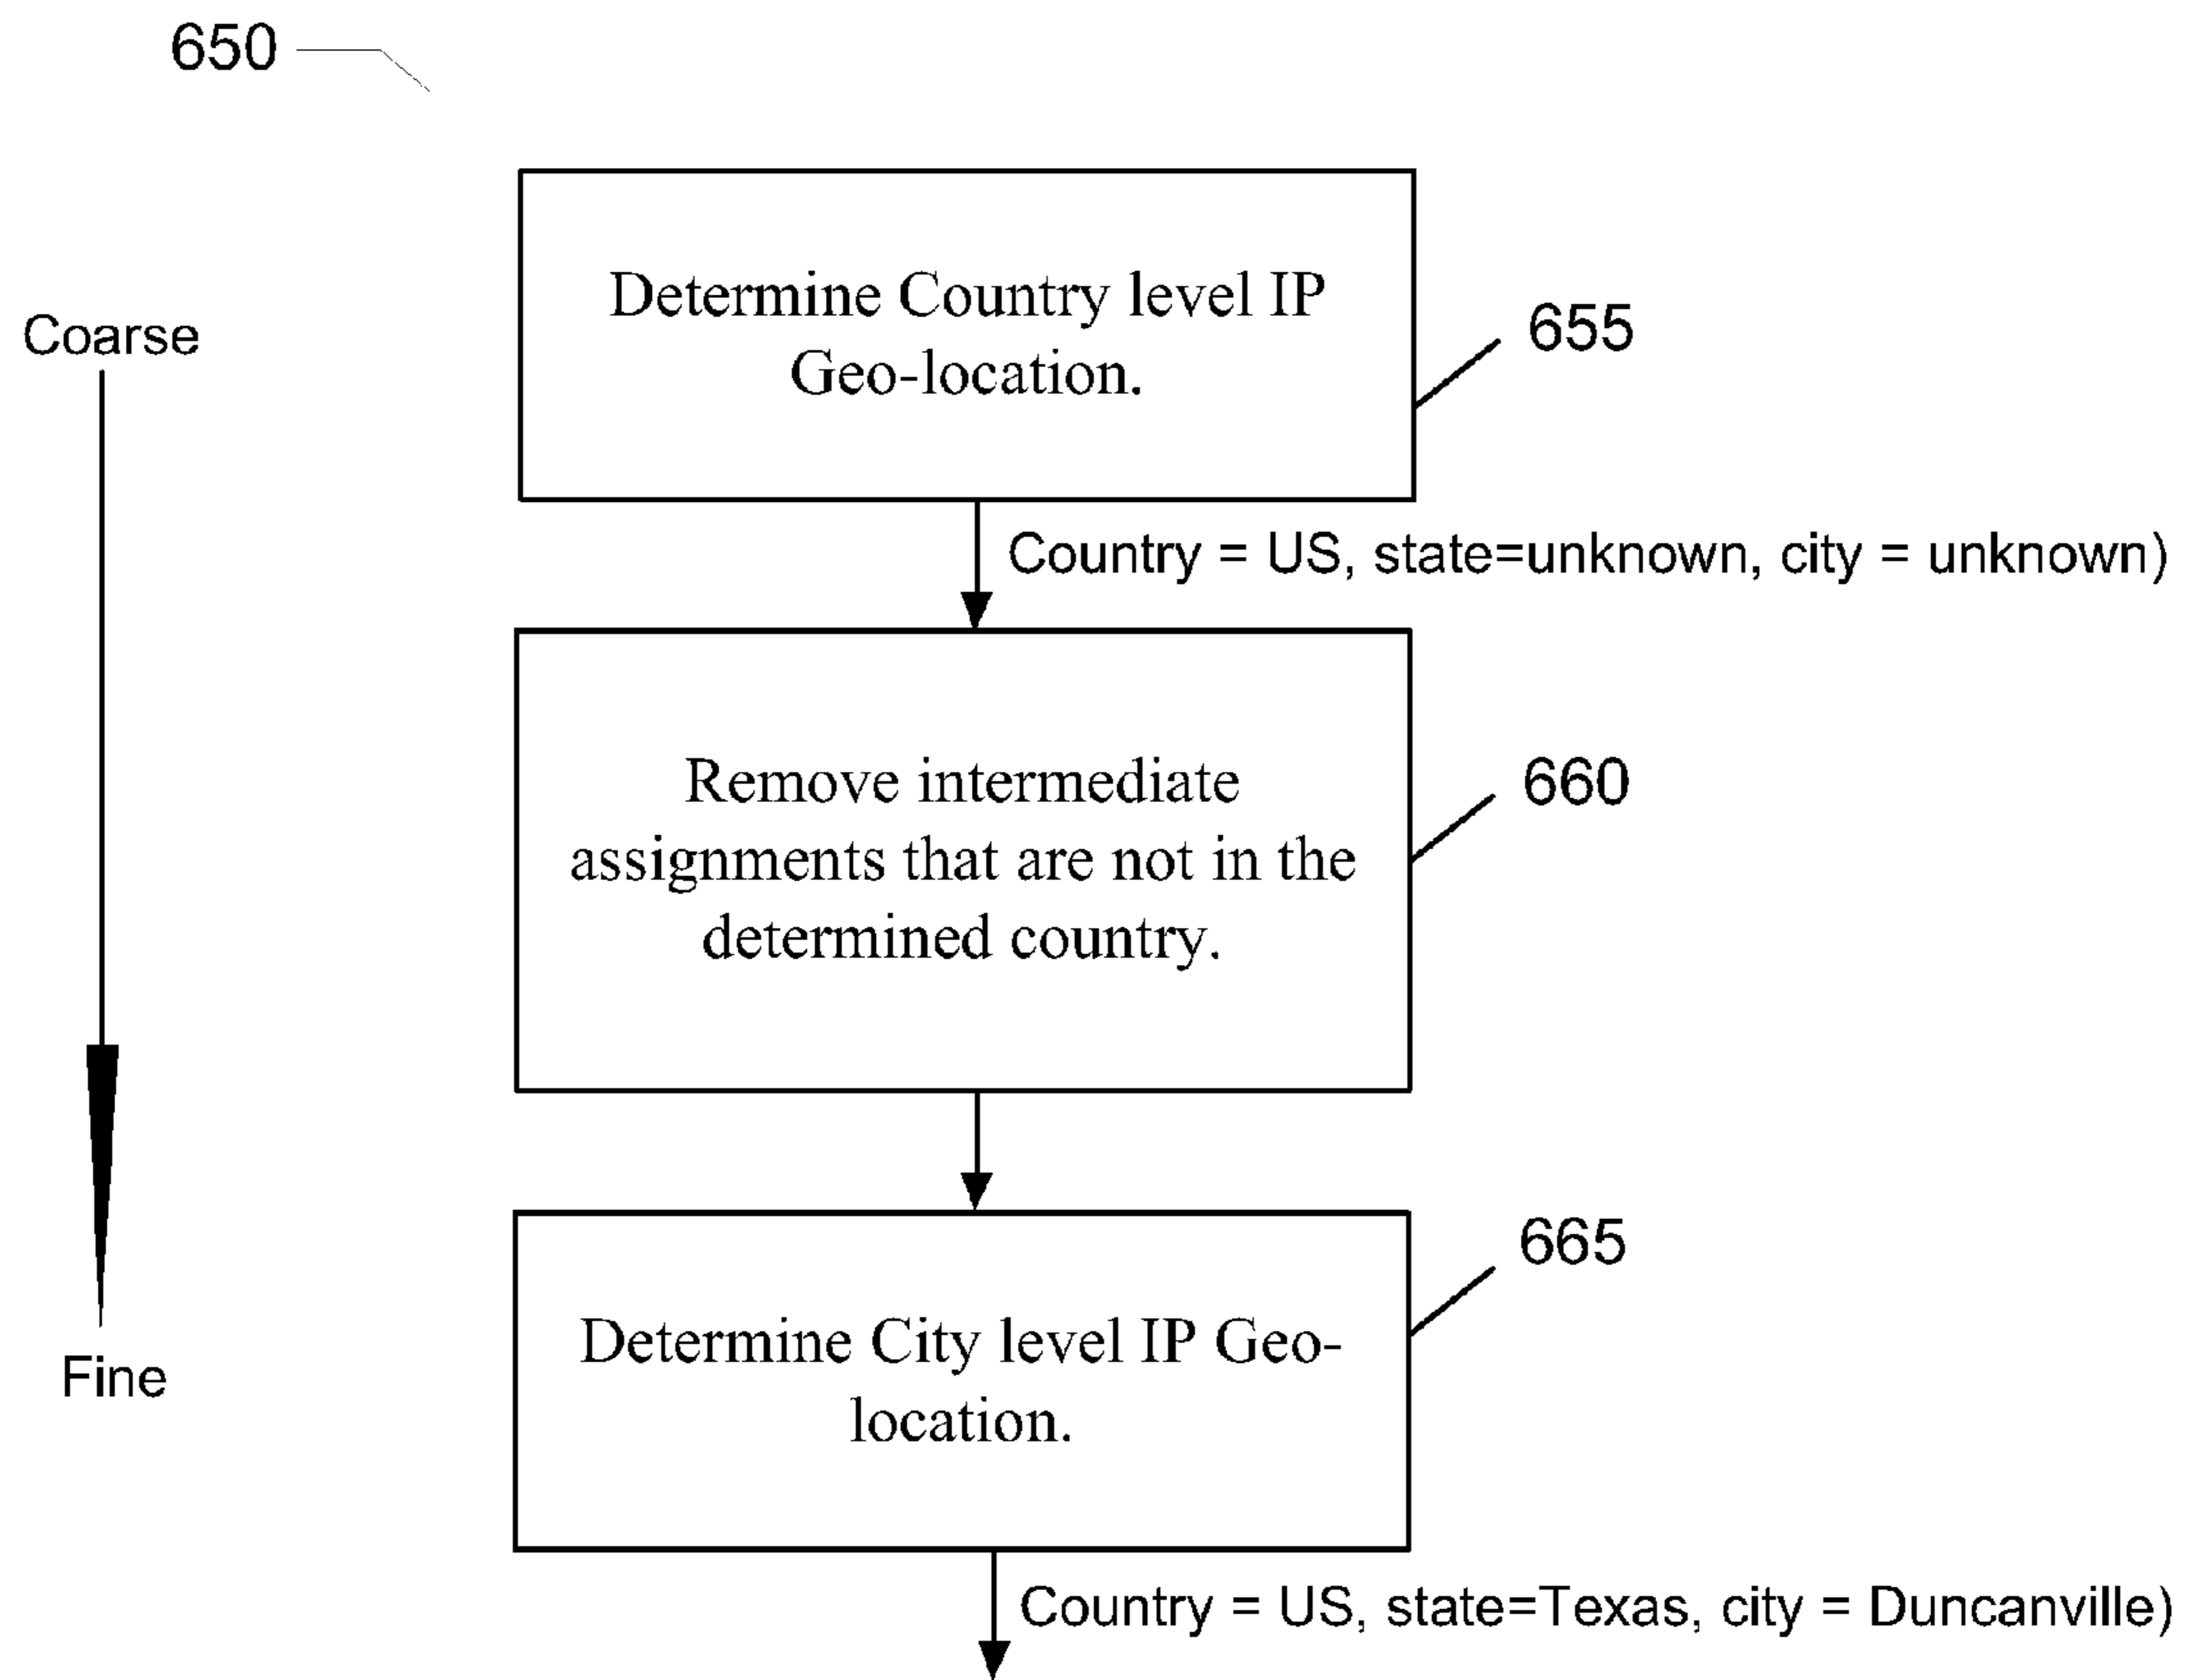 650
Coarse
Determine Country level IP
Geo-location.
655
Country = US, state=unknown, city = unknown)
Remove intermediate
assignments that are not in the
determined country.
660
Determine City level IP Geo-
location.
665
Fine
Country = US, state=Texas, city = Duncanville)